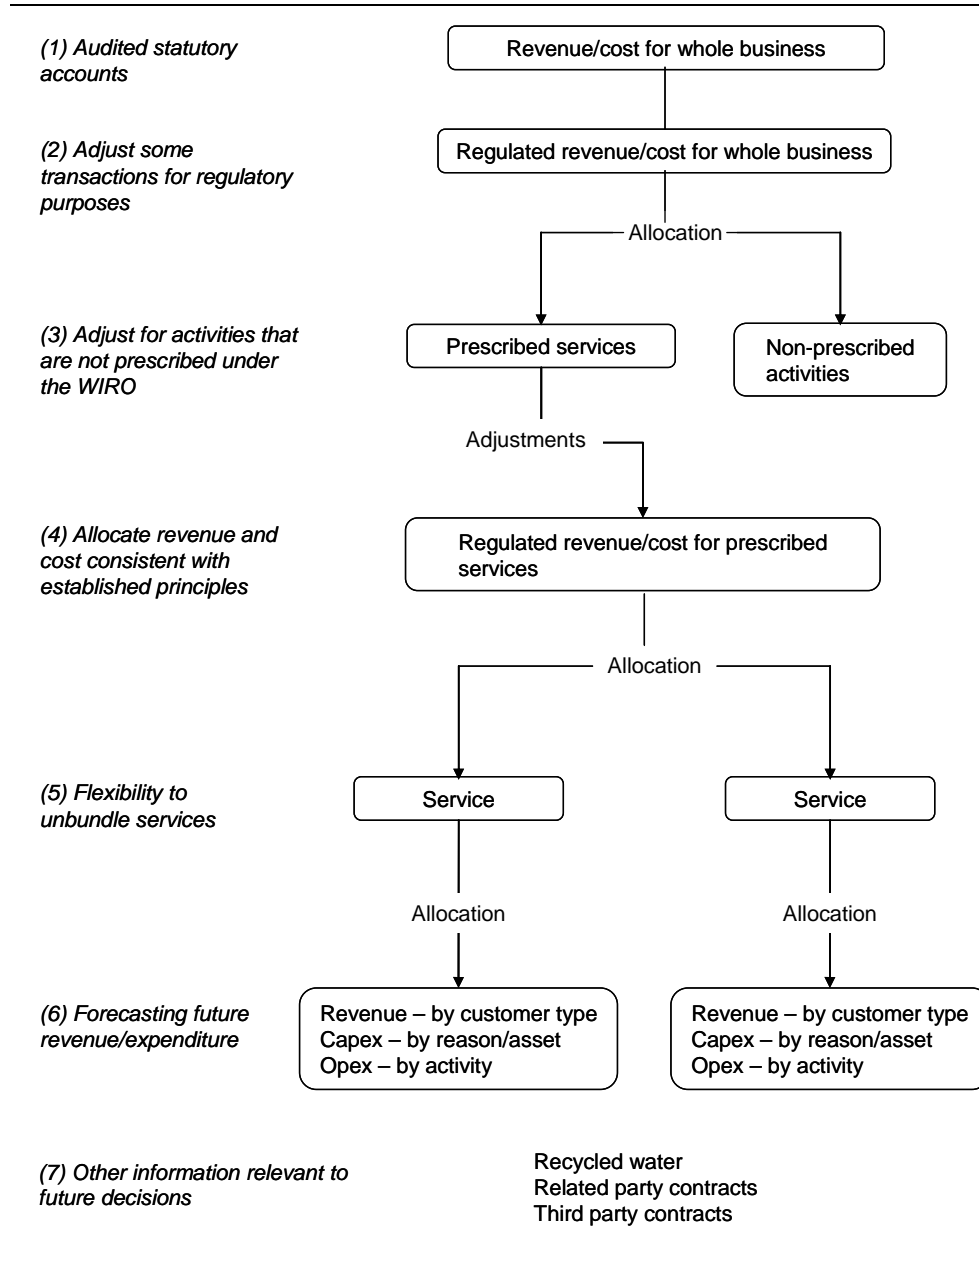 (1) Audited statutory
accounts
Revenue/cost for whole business
(2) Adjust some
transactions for regulatory
purposes
Regulated revenue/cost for whole business
Allocation
(3) Adjust for activities that
are not prescribed under
the WIRO
Prescribed services
Non-prescribed
activities
Adjustments
(4) Allocate revenue and
cost consistent with
established principles
Regulated revenue/cost for prescribed
services
Allocation
(5) Flexibility to
unbundle services
Service
Service
Allocation
Allocation
(6) Forecasting future
revenue/expenditure
Revenue – by customer type
Capex – by reason/asset
Opex – by activity
Revenue – by customer type
Capex – by reason/asset
Opex – by activity
(7) Other information relevant to
future decisions
Recycled water
Related party contracts
Third party contracts